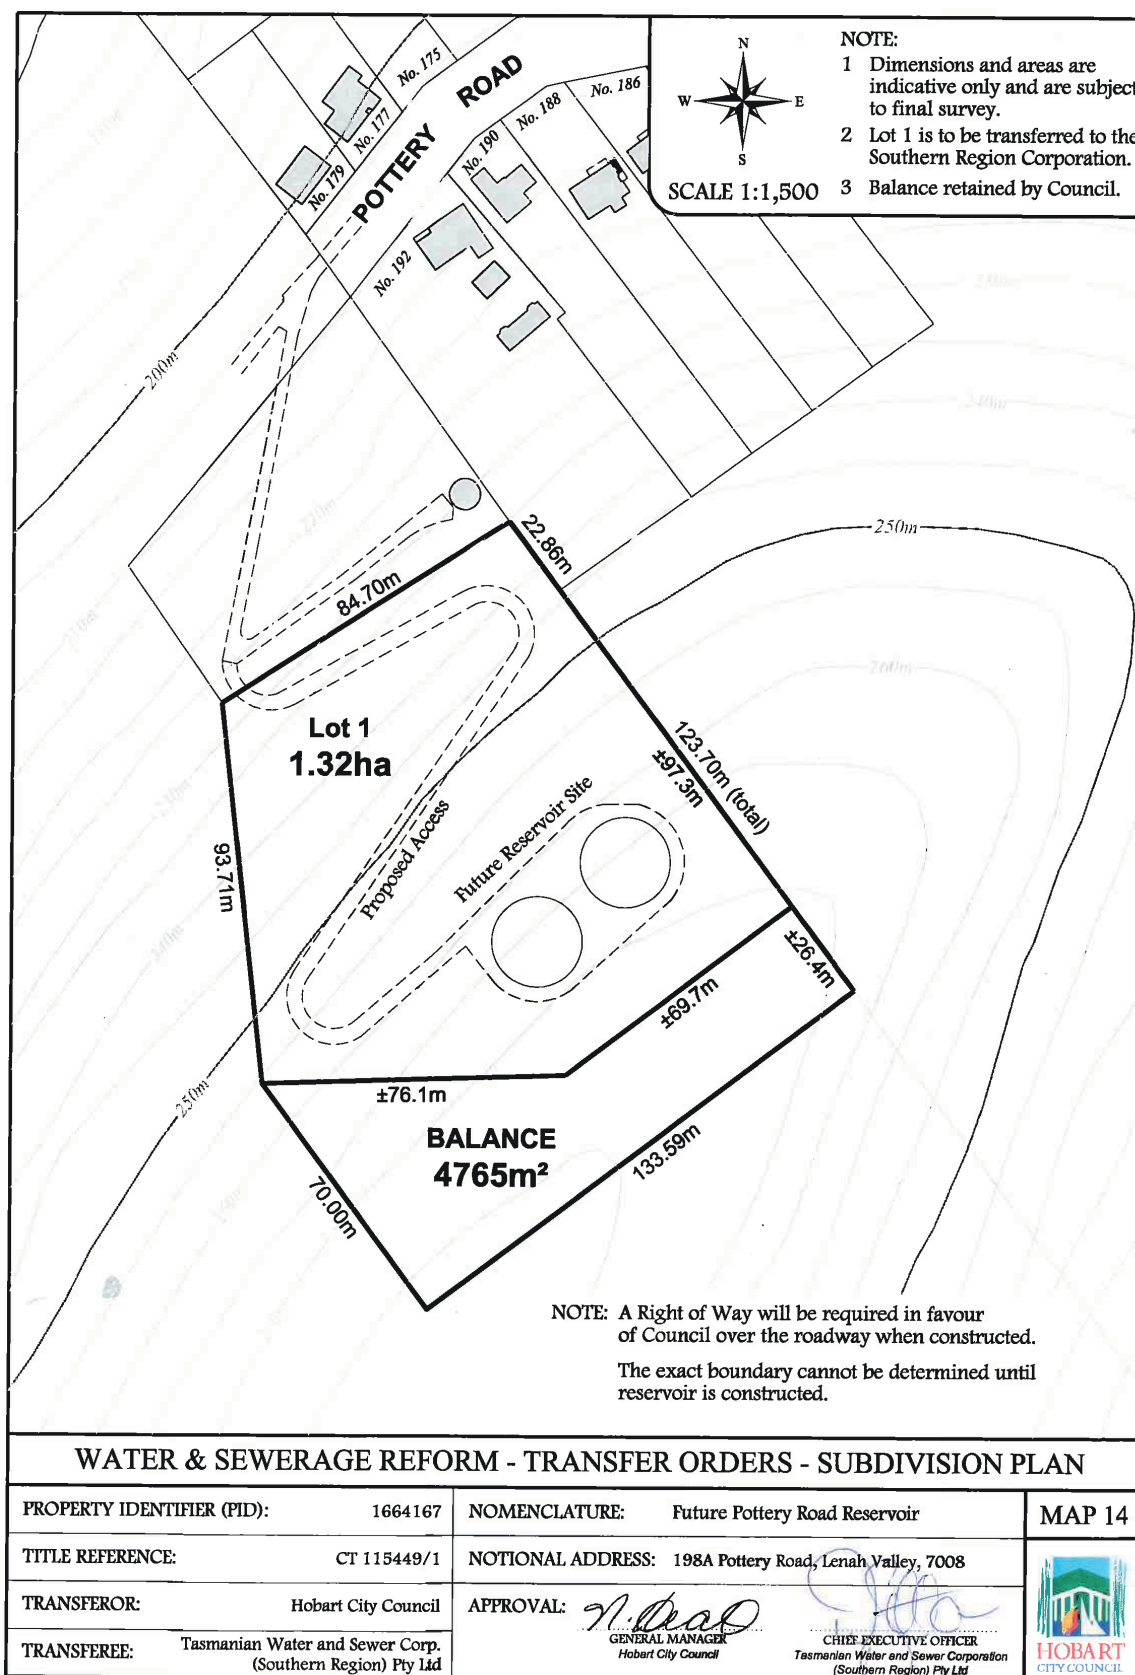 No. 175
No. 177
No. 179
POTTERY ROAD
No. 186
No. 188
No. 190
No. 192
N
W
E
S
SCALE 1:1,500
NOTE:
1 Dimensions and areas are
indicative only and are subject
to final survey.
2 Lot 1 is to be transferred to the
Southern Region Corporation.
3 Balance retained by Council.
200m
220m
210m
240m
250m
260m
22.86m
84.70m
Lot 1
1.32ha
123.70m (total)
±97.3m
Future Reservoir Site
Proposed Access
93.71m
230m
240m
±26.4m
±69.7m
±76.1m
250m
BALANCE
4765m²
133.59m
70.00m
NOTE: A Right of Way will be required in favour
of Council over the roadway when constructed.
The exact boundary cannot be determined until
reservoir is constructed.
WATER & SEWERAGE REFORM - TRANSFER ORDERS - SUBDIVISION PLAN
PROPERTY IDENTIFIER (PID): 1664167
NOMENCLATURE: Future Pottery Road Reservoir
MAP 14
TITLE REFERENCE: CT 115449/1
NOTIONAL ADDRESS: 198A Pottery Road, Lenah Valley, 7008
TRANSFEROR: Hobart City Council
APPROVAL:
GENERAL MANAGER
Hobart City Council
CHIEF EXECUTIVE OFFICER
Tasmanian Water and Sewer Corporation
(Southern Region) Pty Ltd
TRANSFEREE: Tasmanian Water and Sewer Corp.
(Southern Region) Pty Ltd
HOBART
CITY COUNCIL